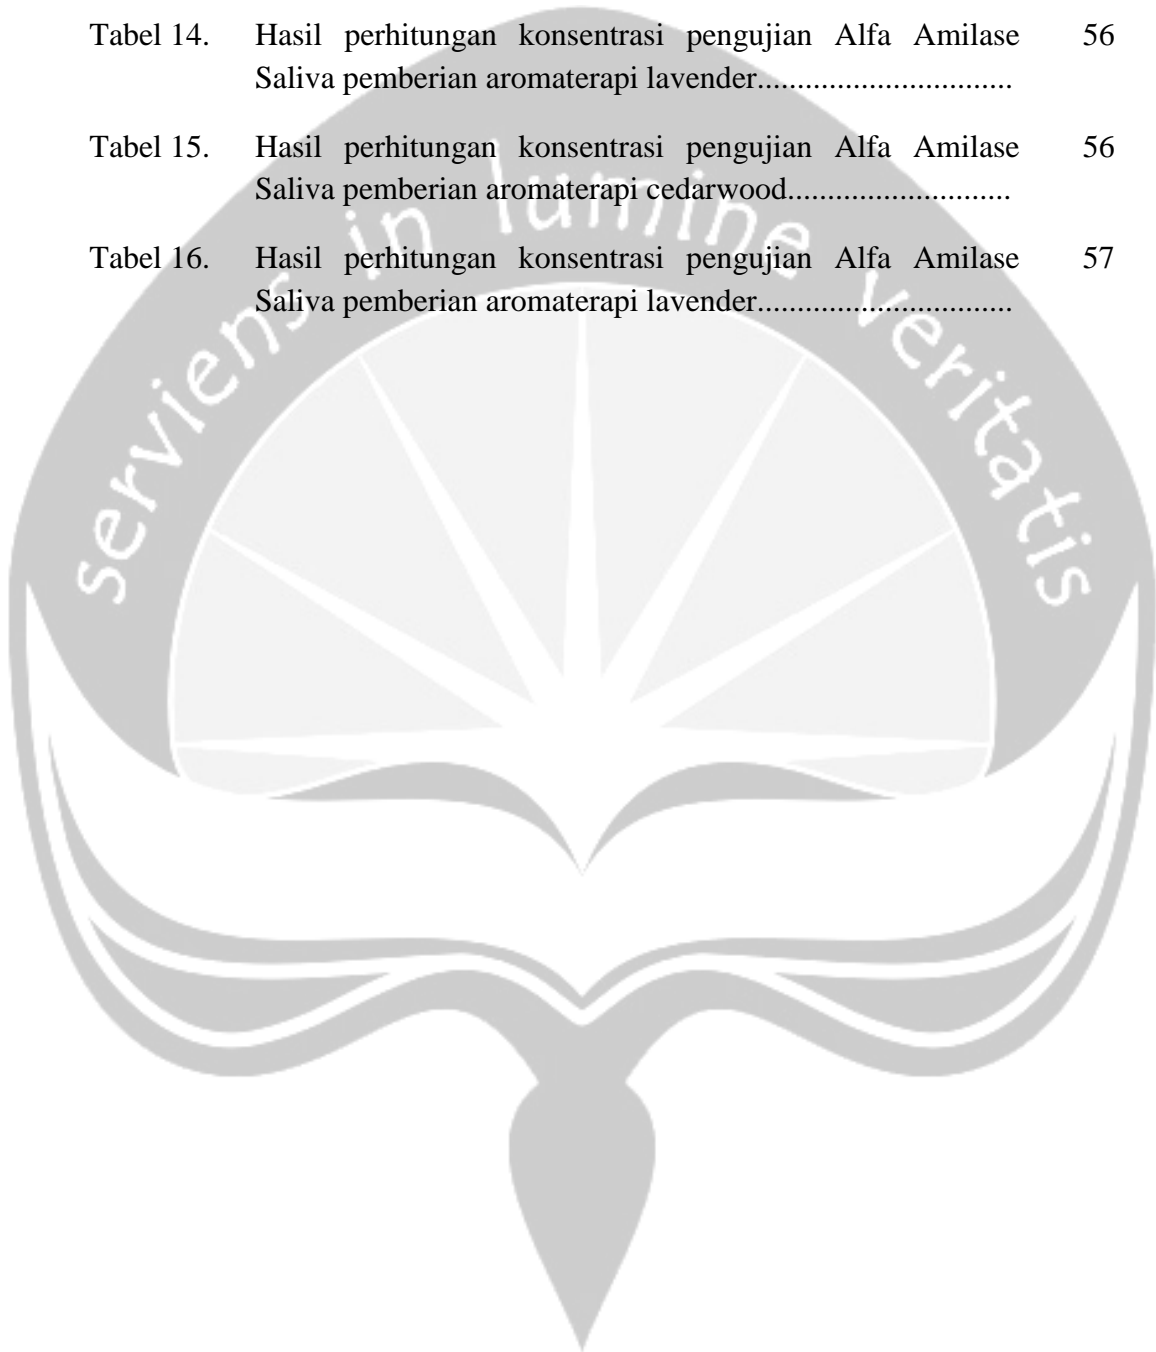 Tabel 14. Hasil perhitungan konsentrasi pengujian Alfa Amilase 56
Saliva pemberian aromaterapi lavender................................
Tabel 15. Hasil perhitungan konsentrasi pengujian Alfa Amilase 56
Saliva pemberian aromaterapi cedarwood............................
Tabel 16. Hasil perhitungan konsentrasi pengujian Alfa Amilase 57
Saliva pemberian aromaterapi lavender................................
serviens in lumine veritatis